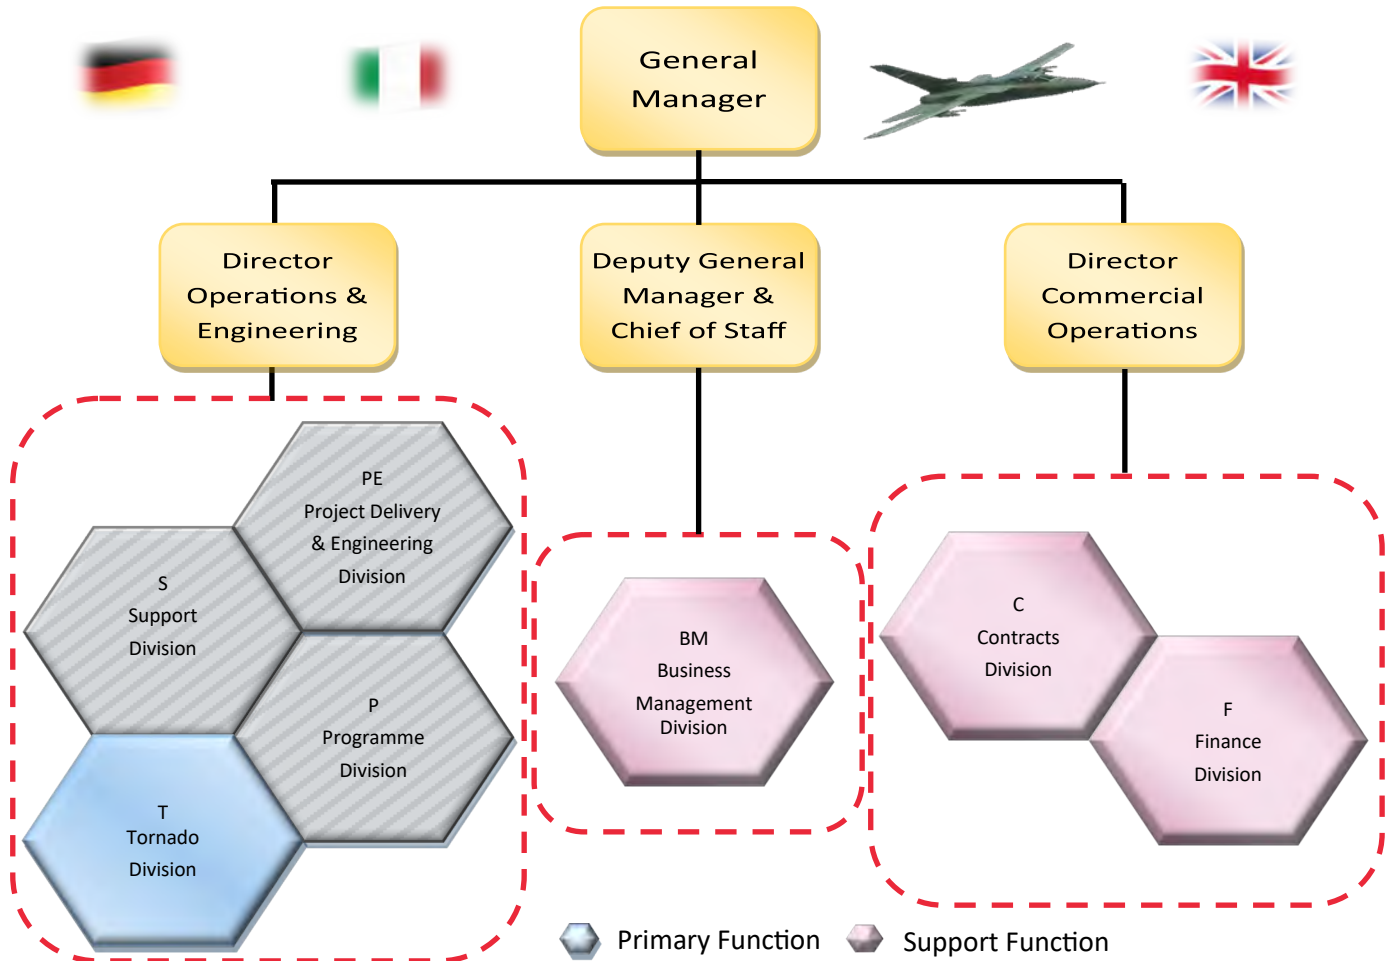 General
Manager
Director
Operations &
Engineering
Deputy General
Manager &
Chief of Staff
Director
Commercial
Operations
PE
Project Delivery
& Engineering
Division
S
Support
Division
P
Programme
Division
T
Tornado
Division
BM
Business
Management
Division
C
Contracts
Division
F
Finance
Division
Primary Function
Support Function